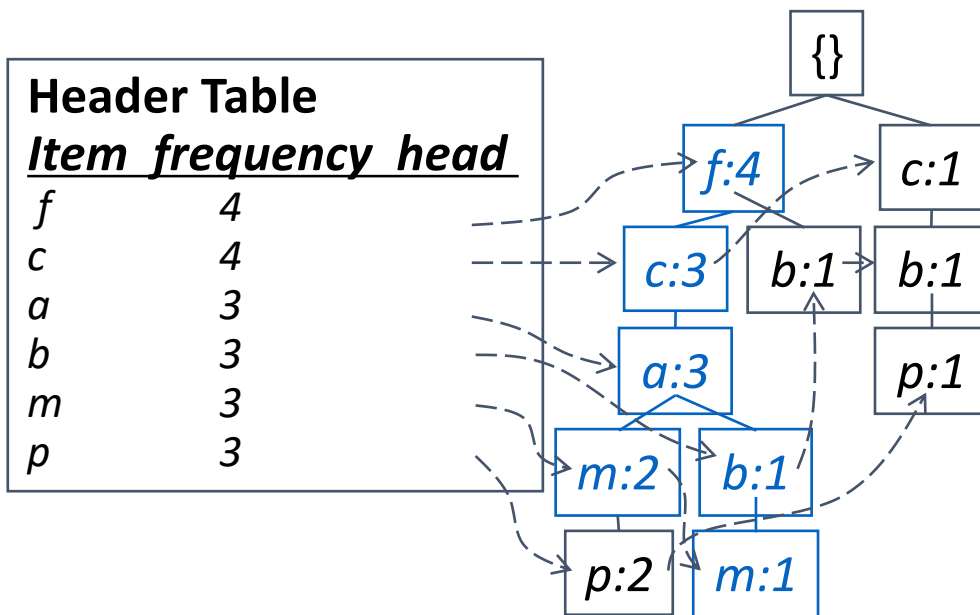 {}
Header Table
Item frequency head
f 4
c 4
a 3
b 3
m 3
p 3
f:4 c:1
c:3 b:1 b:1
a:3 p:1
m:2 b:1
p:2 m:1